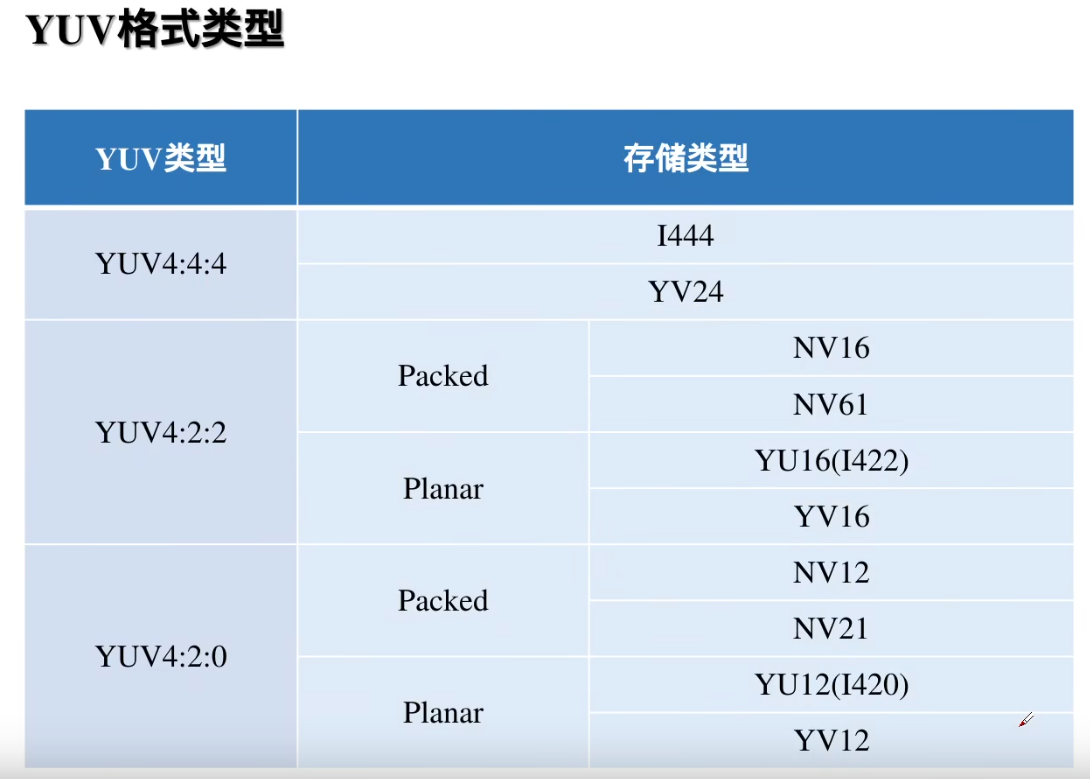 YUV格式类型
YUV类型
存储类型
YUV4:4:4
I444
YV24
YUV4:2:2
Packed
NV16
NV61
Planar
YU16(I422)
YV16
YUV4:2:0
Packed
NV12
NV21
Planar
YU12(I420)
YV12